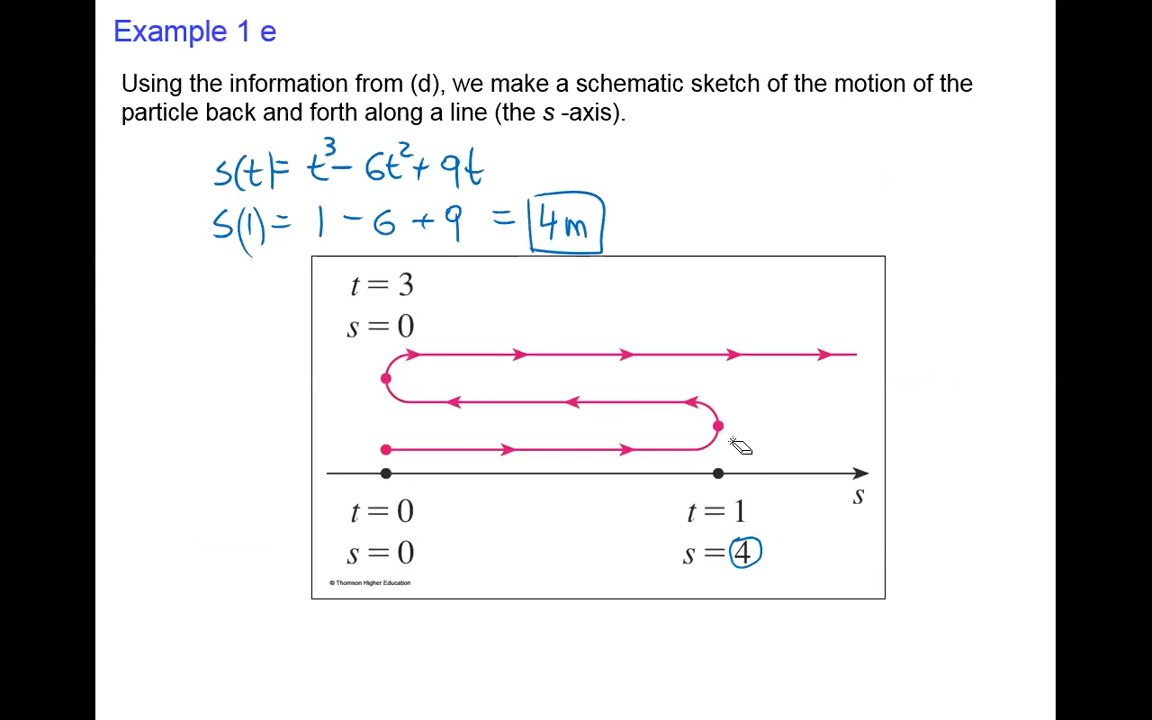 Example 1 e
Using the information from (d), we make a schematic sketch of the motion of the
particle back and forth along a line (the s -axis).
s(t)= t³ - 6t² + 9t
s(1) = 1 - 6 + 9 = 4m
t = 3
s = 0
s
t = 0 t = 1
s = 0 s = 4
© Thomson Higher Education